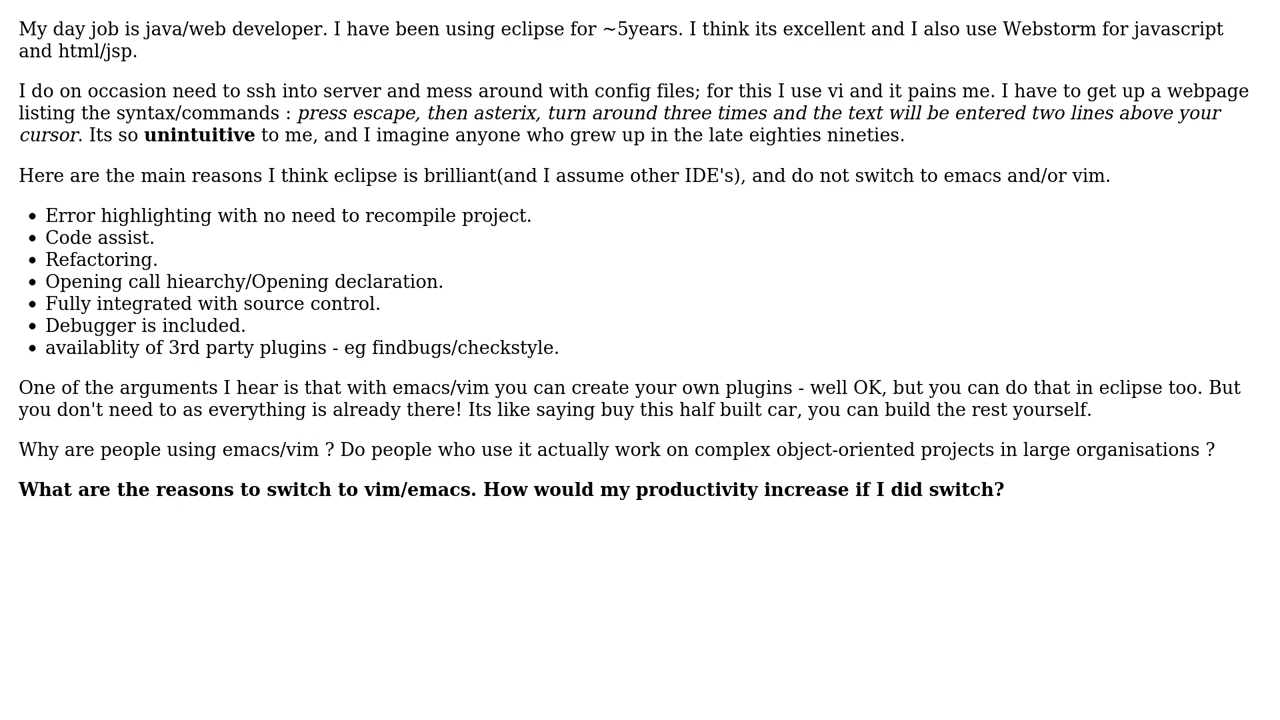 My day job is java/web developer. I have been using eclipse for ~5years. I think its excellent and I also use Webstorm for javascript
and html/jsp.
I do on occasion need to ssh into server and mess around with config files; for this I use vi and it pains me. I have to get up a webpage
listing the syntax/commands : press escape, then asterix, turn around three times and the text will be entered two lines above your
cursor. Its so unintuitive to me, and I imagine anyone who grew up in the late eighties nineties.
Here are the main reasons I think eclipse is brilliant(and I assume other IDE's), and do not switch to emacs and/or vim.
• Error highlighting with no need to recompile project.
• Code assist.
• Refactoring.
• Opening call hiearchy/Opening declaration.
• Fully integrated with source control.
• Debugger is included.
• availablity of 3rd party plugins - eg findbugs/checkstyle.
One of the arguments I hear is that with emacs/vim you can create your own plugins - well OK, but you can do that in eclipse too. But
you don't need to as everything is already there! Its like saying buy this half built car, you can build the rest yourself.
Why are people using emacs/vim ? Do people who use it actually work on complex object-oriented projects in large organisations ?
What are the reasons to switch to vim/emacs. How would my productivity increase if I did switch?